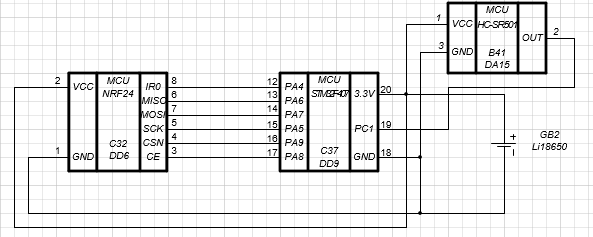 1 VCC MCU
HC-SR501 OUT 2
3 GND B41
DA15
2 VCC MCU
NRF24 IRQ 8
MISO 6
MOSI 7
SCK 5
CSN 4
1 GND C32
DD6 CE 3
12 PA4 MCU 3.3V 20
13 PA6
14 PA7
15 PA5 PC1 19
16 PA9 C37
17 PA8 DD9 GND 18
+ GB2
− Li18650